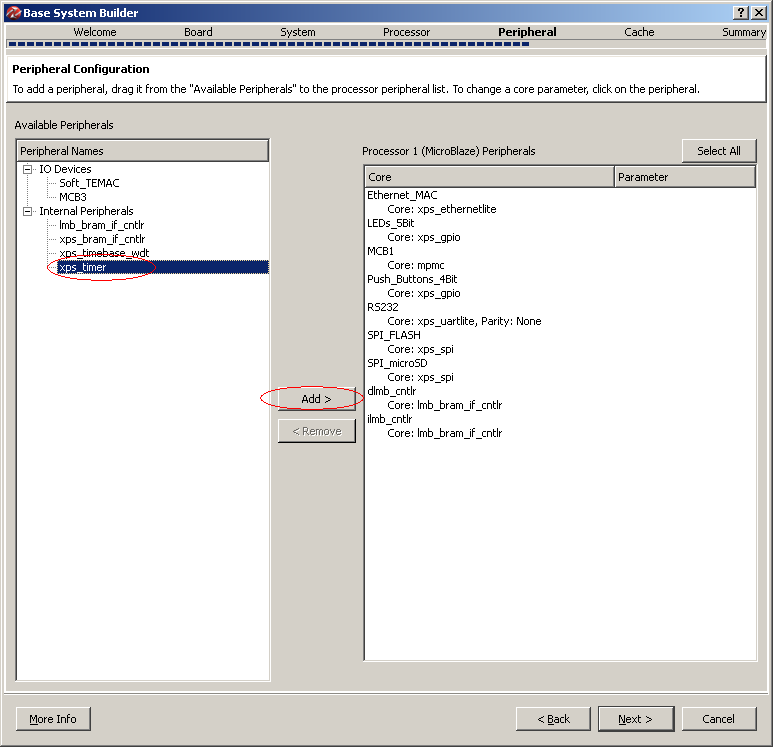 Base System Builder
Welcome Board System Processor Peripheral Cache Summary
Peripheral Configuration
To add a peripheral, drag it from the "Available Peripherals" to the processor peripheral list. To change a core parameter, click on the peripheral.
Available Peripherals
Peripheral Names
IO Devices
Soft_TEMAC
MCB3
Internal Peripherals
lmb_bram_if_cntlr
xps_bram_if_cntlr
xps_timebase_wdt
xps_timer
Add >
< Remove
Processor 1 (MicroBlaze) Peripherals
Select All
Core Parameter
Ethernet_MAC
Core: xps_ethernetlite
LEDs_5Bit
Core: xps_gpio
MCB1
Core: mpmc
Push_Buttons_4Bit
Core: xps_gpio
RS232
Core: xps_uartlite, Parity: None
SPI_FLASH
Core: xps_spi
SPI_microSD
Core: xps_spi
dlmb_cntlr
Core: lmb_bram_if_cntlr
ilmb_cntlr
Core: lmb_bram_if_cntlr
More Info
< Back
Next >
Cancel